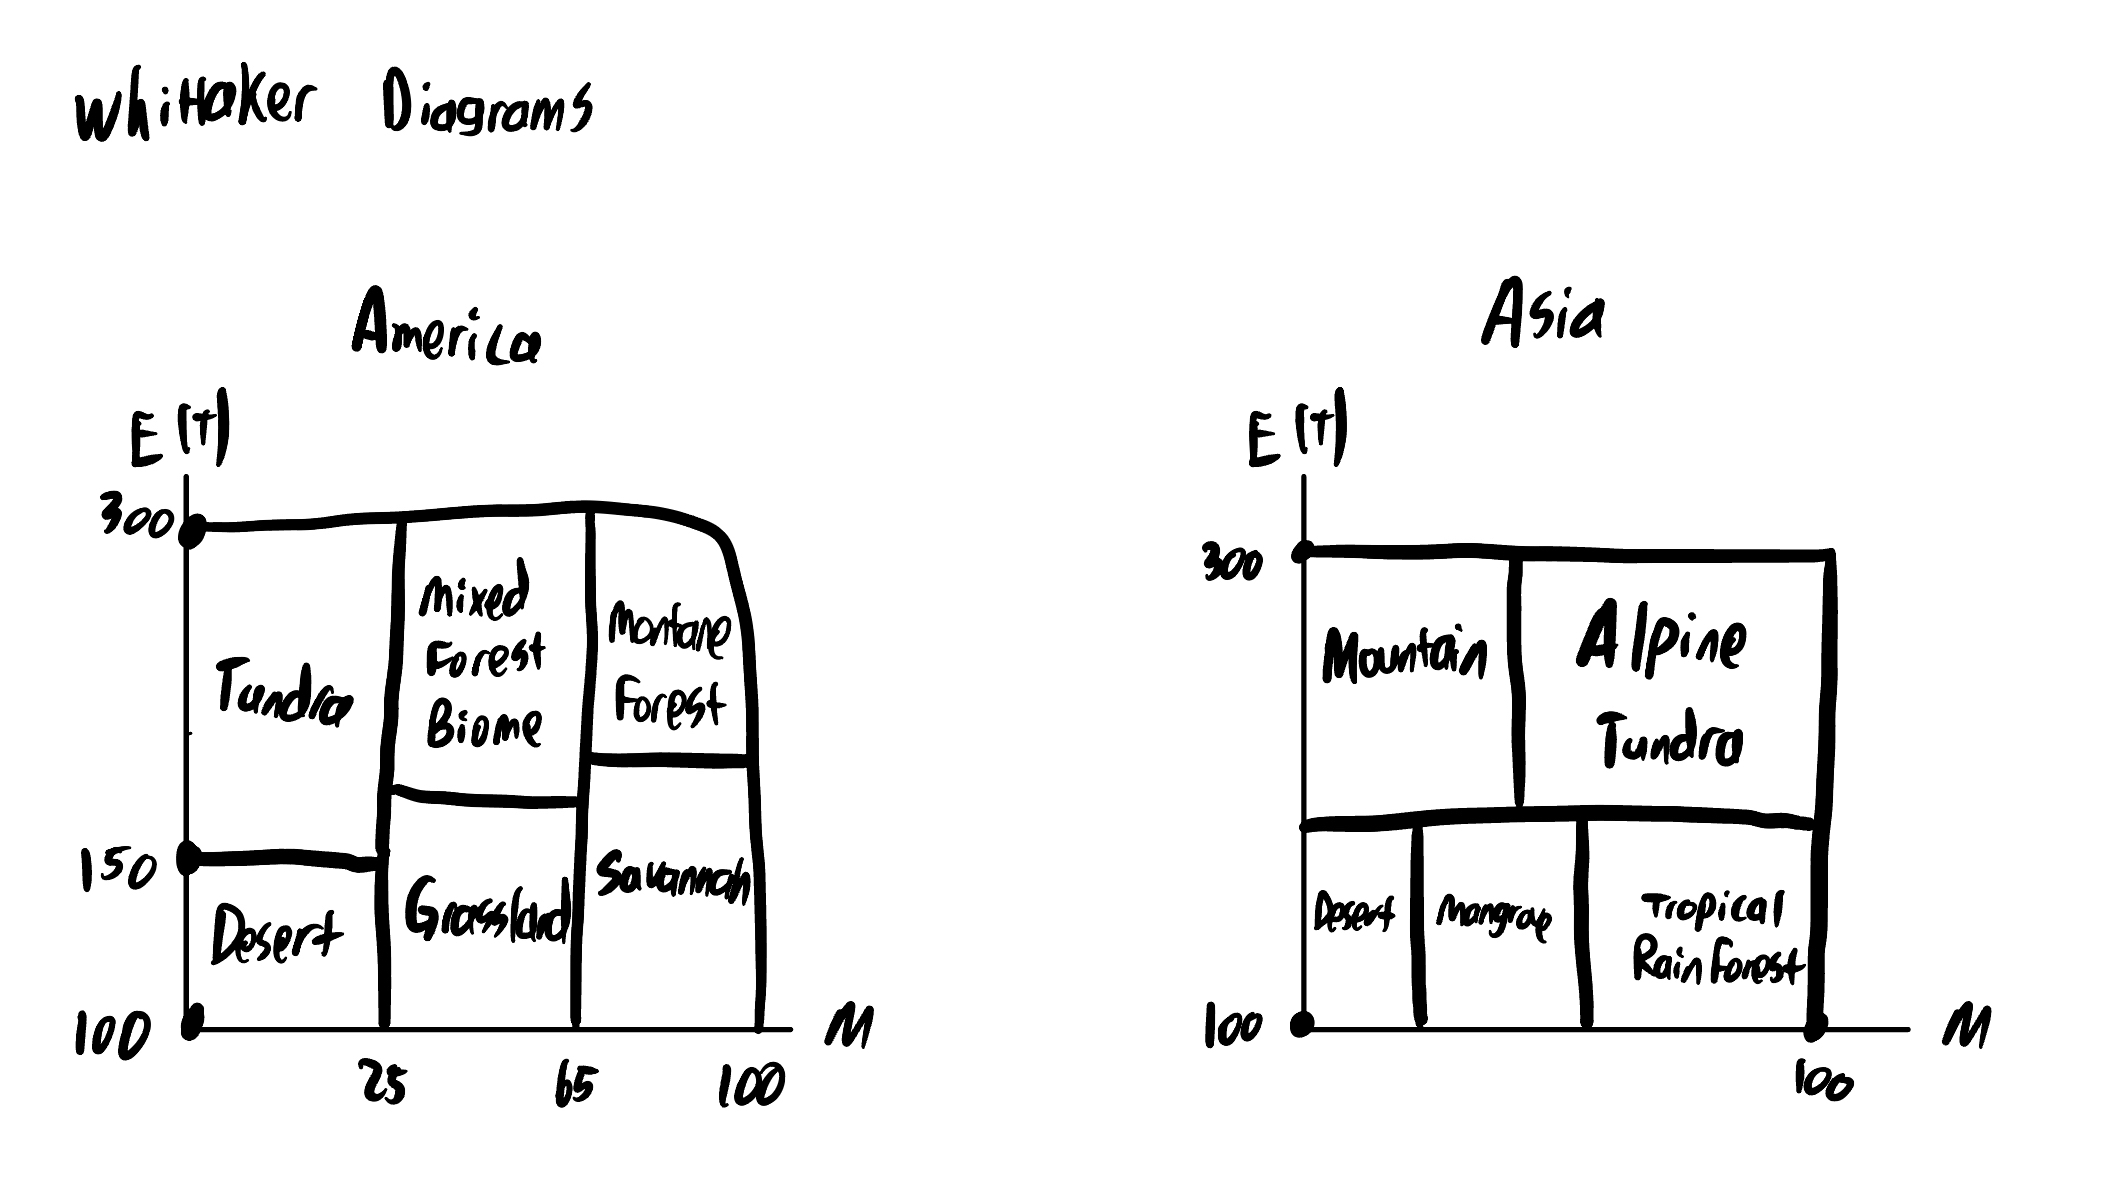 Whittaker Diagrams
America
E (T)
300
Tundra
Mixed
Forest
Biome
Montane
Forest
150
Desert
Grassland
Savannah
100
25
65
100
M
Asia
E (T)
300
Mountain
Alpine
Tundra
Desert
Mangrove
Tropical
Rain Forest
100
100
M